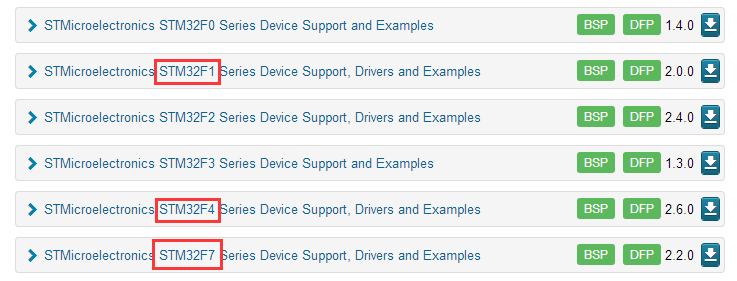 STMicroelectronics STM32F0 Series Device Support and Examples BSP DFP 1.4.0
STMicroelectronics STM32F1 Series Device Support, Drivers and Examples BSP DFP 2.0.0
STMicroelectronics STM32F2 Series Device Support, Drivers and Examples BSP DFP 2.4.0
STMicroelectronics STM32F3 Series Device Support and Examples BSP DFP 1.3.0
STMicroelectronics STM32F4 Series Device Support, Drivers and Examples BSP DFP 2.6.0
STMicroelectronics STM32F7 Series Device Support, Drivers and Examples BSP DFP 2.2.0